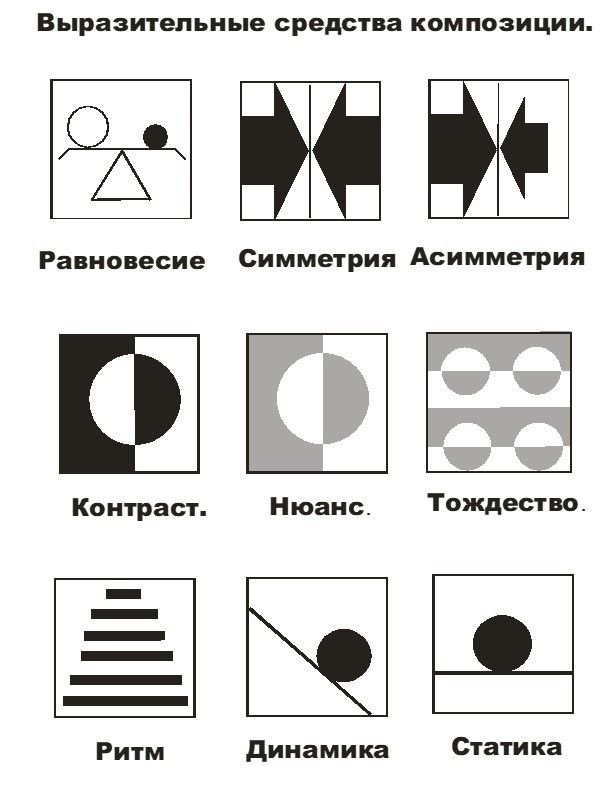 Выразительные средства композиции.
Равновесие Симметрия Асимметрия
Контраст. Нюанс. Тождество.
Ритм Динамика Статика